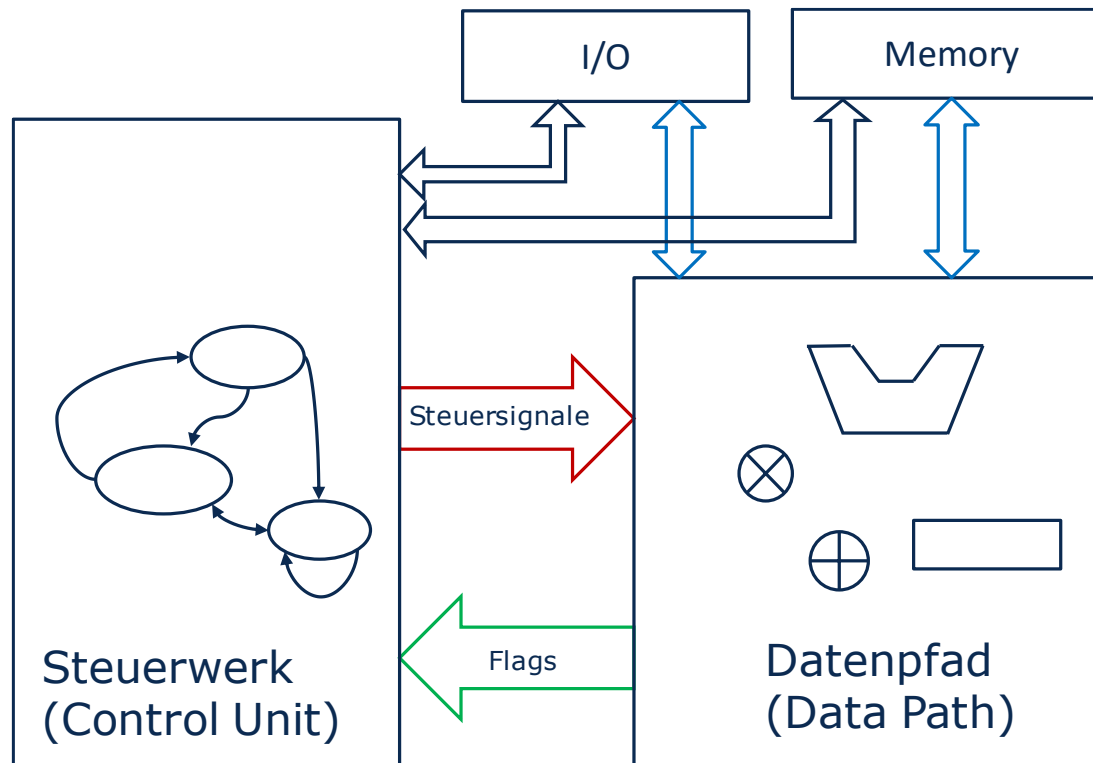 I/O
Memory
Steuersignale
Flags
Steuerwerk
(Control Unit)
Datenpfad
(Data Path)